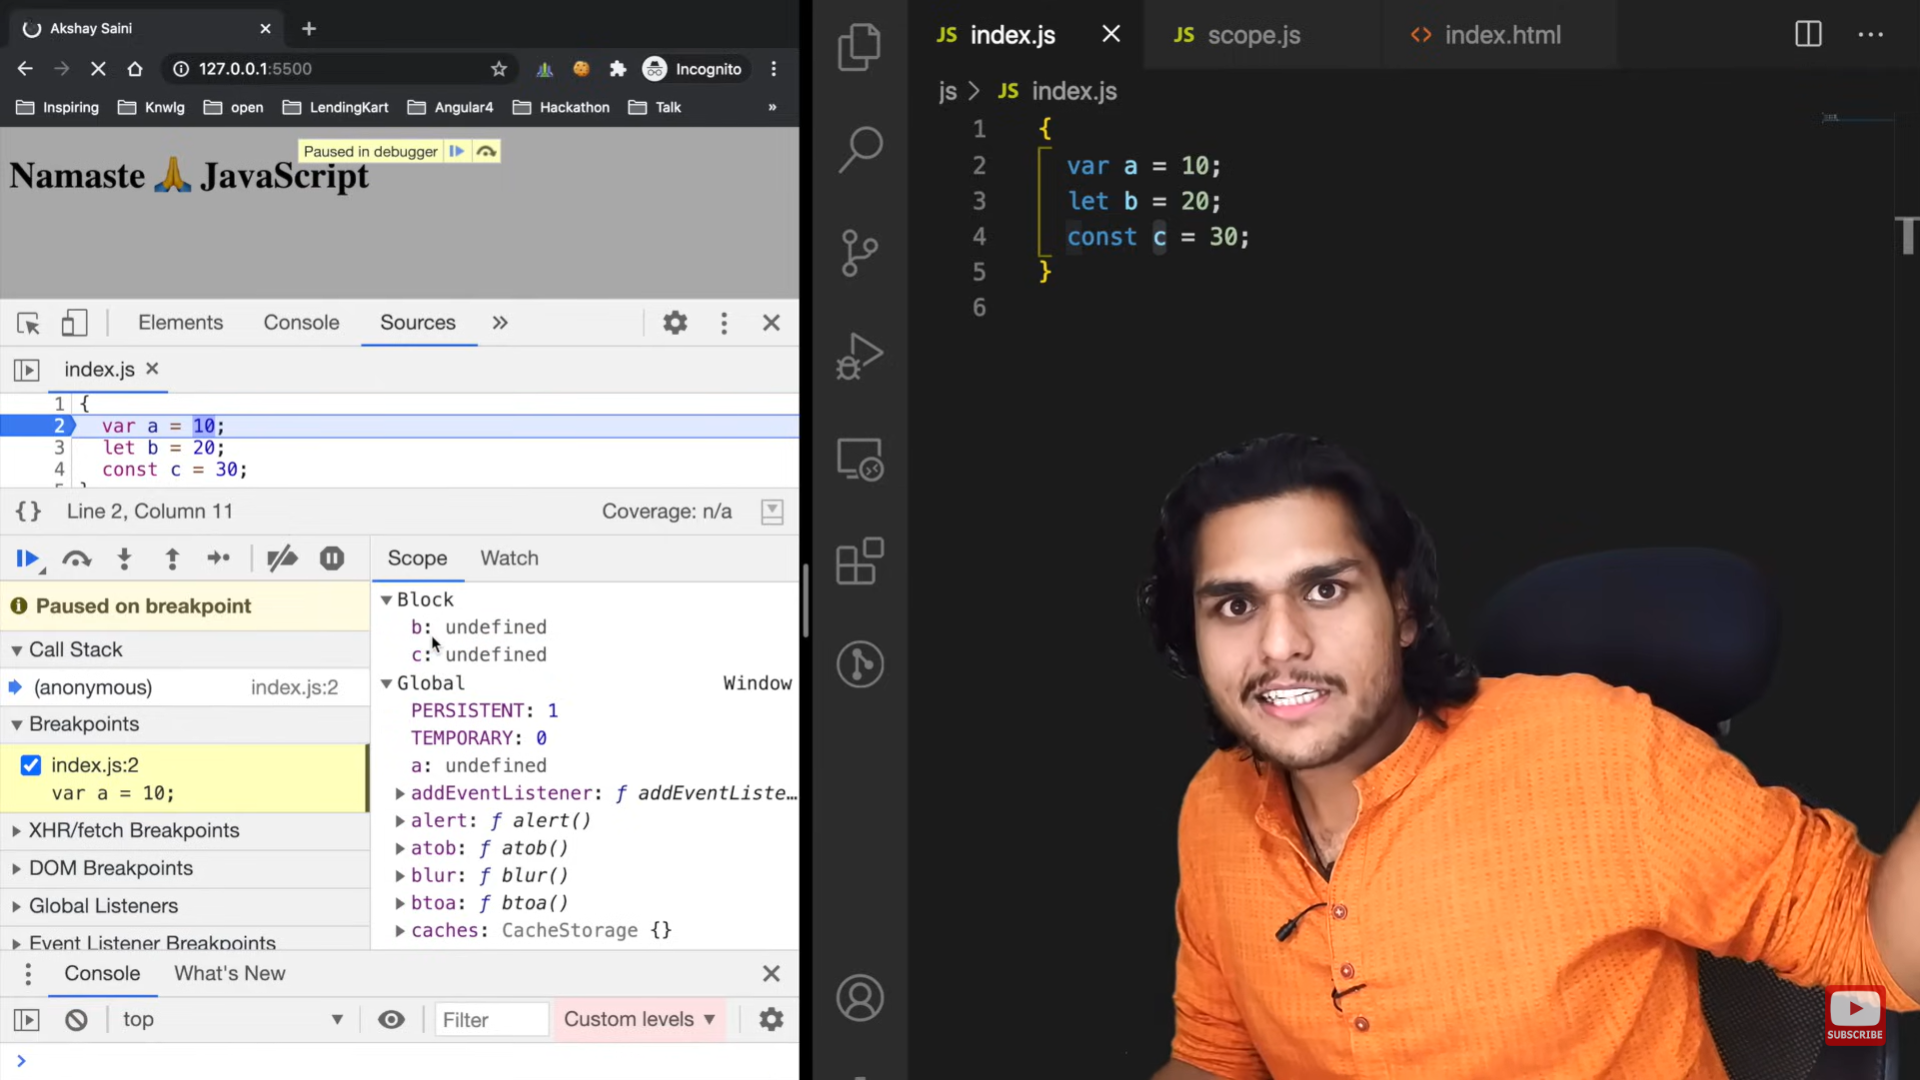 Akshay Saini
127.0.0.1:5500
Incognito
Inspiring
Knwlg
open
LendingKart
Angular4
Hackathon
Talk
»
Paused in debugger
Namaste 🙏 JavaScript
Elements
Console
Sources
»
index.js
1 {
2 var a = 10;
3 let b = 20;
4 const c = 30;
{ } Line 2, Column 11
Coverage: n/a
Paused on breakpoint
Call Stack
(anonymous) index.js:2
Breakpoints
index.js:2
var a = 10;
XHR/fetch Breakpoints
DOM Breakpoints
Global Listeners
Event Listener Breakpoints
Scope
Watch
Block
b: undefined
c: undefined
Global Window
PERSISTENT: 1
TEMPORARY: 0
a: undefined
addEventListener: ƒ addEventListe…
alert: ƒ alert()
atob: ƒ atob()
blur: ƒ blur()
btoa: ƒ btoa()
caches: CacheStorage {}
Console
What's New
top
Filter
Custom levels
>
JS index.js
JS scope.js
<> index.html
js > JS index.js
1 {
2 var a = 10;
3 let b = 20;
4 const c = 30;
5 }
6
T
SUBSCRIBE